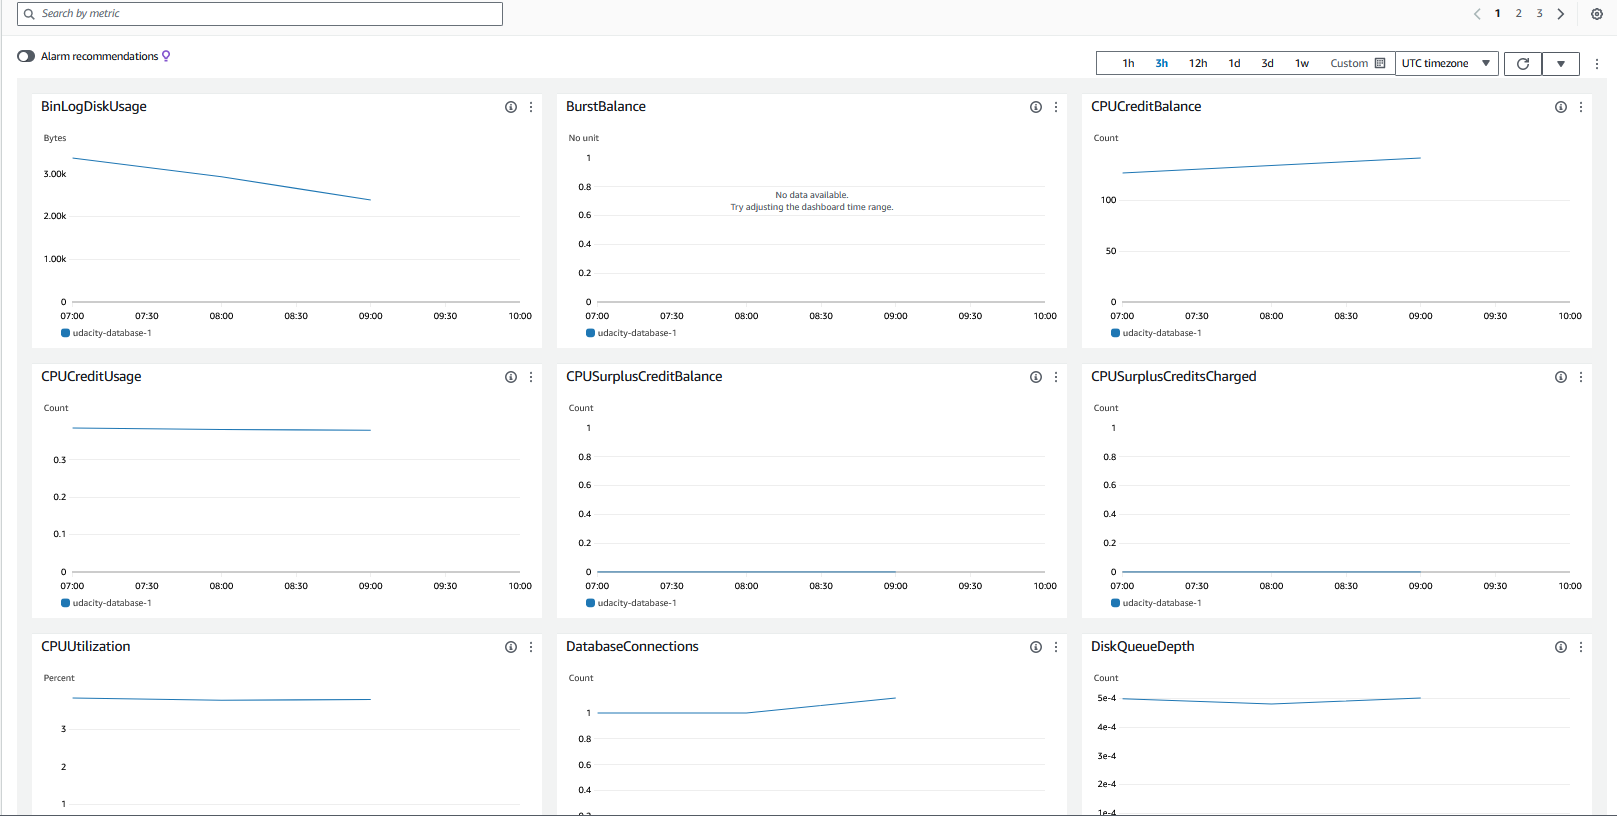 Search by metric
1 2 3
Alarm recommendations
1h 3h 12h 1d 3d 1w Custom UTC timezone
BinLogDiskUsage
Bytes
3.00k
2.00k
1.00k
0
07:00 07:30 08:00 08:30 09:00 09:30 10:00
udacity-database-1
BurstBalance
No unit
1
0.8
No data available.
Try adjusting the dashboard time range.
0.6
0.4
0.2
0
07:00 07:30 08:00 08:30 09:00 09:30 10:00
udacity-database-1
CPUCreditBalance
Count
100
50
0
07:00 07:30 08:00 08:30 09:00 09:30 10:00
udacity-database-1
CPUCreditUsage
Count
0.3
0.2
0.1
0
07:00 07:30 08:00 08:30 09:00 09:30 10:00
udacity-database-1
CPUSurplusCreditBalance
Count
1
0.8
0.6
0.4
0.2
0
07:00 07:30 08:00 08:30 09:00 09:30 10:00
udacity-database-1
CPUSurplusCreditsCharged
Count
1
0.8
0.6
0.4
0.2
0
07:00 07:30 08:00 08:30 09:00 09:30 10:00
udacity-database-1
CPUUtilization
Percent
3
2
1
DatabaseConnections
Count
1
0.8
0.6
0.4
0.2
DiskQueueDepth
Count
5e-4
4e-4
3e-4
2e-4
1e-4